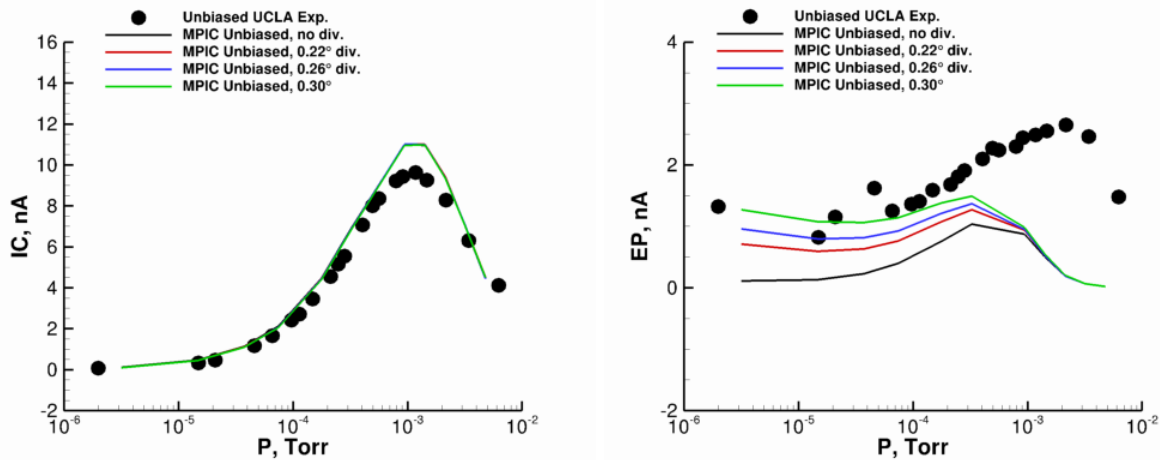 Unbiased UCLA Exp.
MPIC Unbiased, no div.
MPIC Unbiased, 0.22° div.
MPIC Unbiased, 0.26° div.
MPIC Unbiased, 0.30°
16
14
12
10
8
6
4
2
0
-2
IC, nA
10-6
10-5
10-4
10-3
10-2
P, Torr
Unbiased UCLA Exp.
MPIC Unbiased, no div.
MPIC Unbiased, 0.22° div.
MPIC Unbiased, 0.26° div.
MPIC Unbiased, 0.30°
4
2
0
-2
EP, nA
10-6
10-5
10-4
10-3
10-2
P, Torr